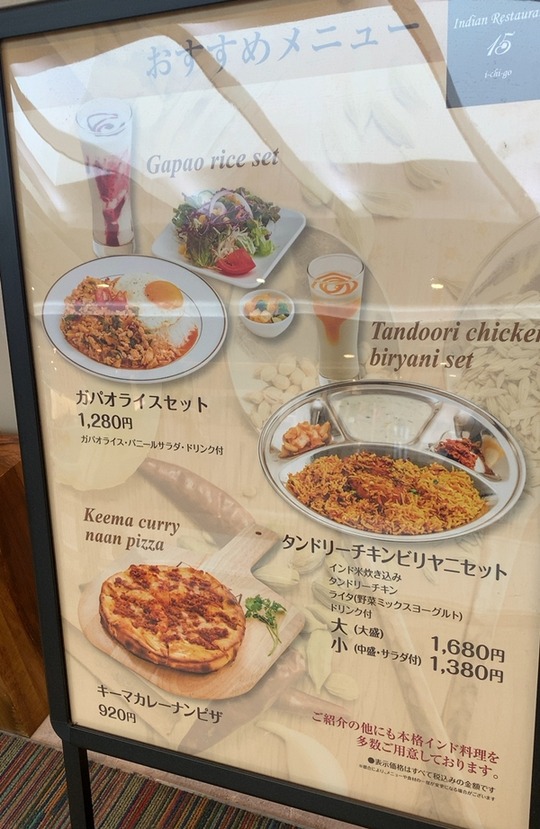 おすすめメニュー
Indian Restaura
15
i-chi-go
Gapao rice set
ガパオライスセット
1,280円
ガパオライス・パニールサラダ・ドリンク付
Tandoori chicken
biryani set
タンドリーチキンビリヤニセット
インド米炊き込み
タンドリーチキン
ライタ(野菜ミックスヨーグルト)
ドリンク付
大 (大盛) 1,680円
小 (中盛・サラダ付) 1,380円
Keema curry
naan pizza
キーマカレーナンピザ
920円
ご紹介の他にも本格インド料理を
多数ご用意しております。
●表示価格はすべて税込みの金額です